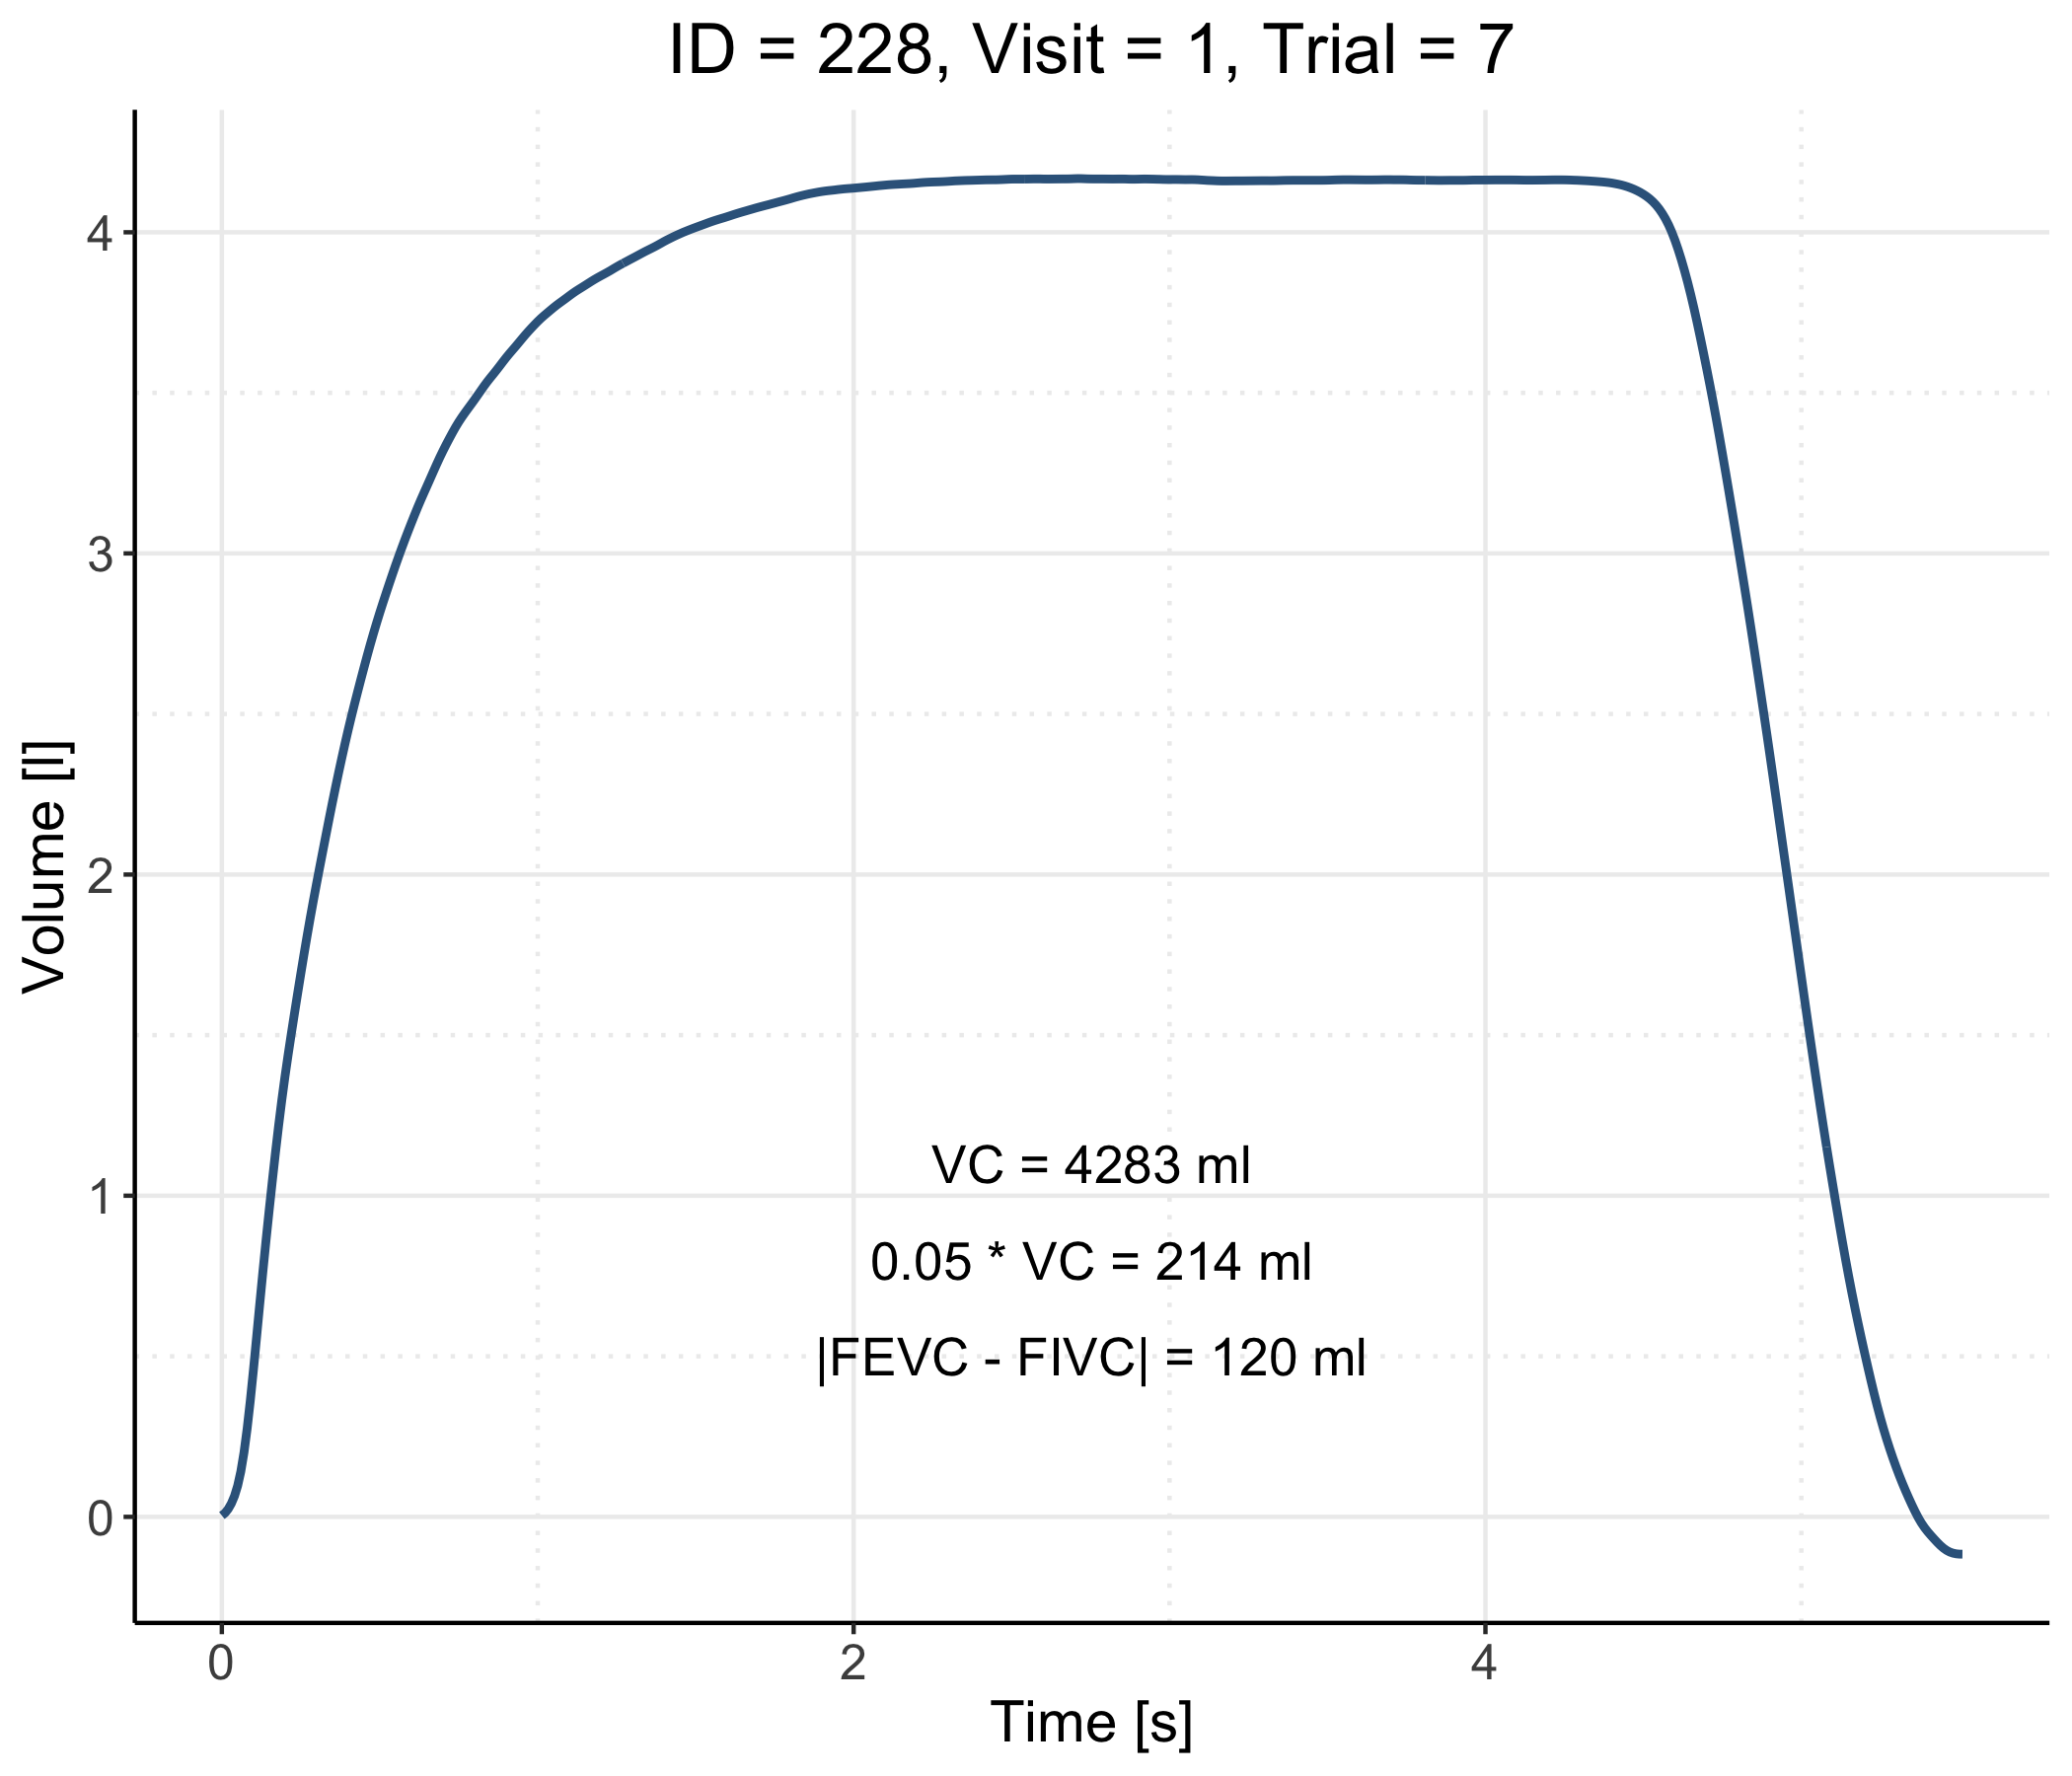 ID = 228, Visit = 1, Trial = 7
Volume [l]
4
3
2
1
0
VC = 4283 ml
0.05 * VC = 214 ml
|FEVC - FIVC| = 120 ml
0
2
4
Time [s]